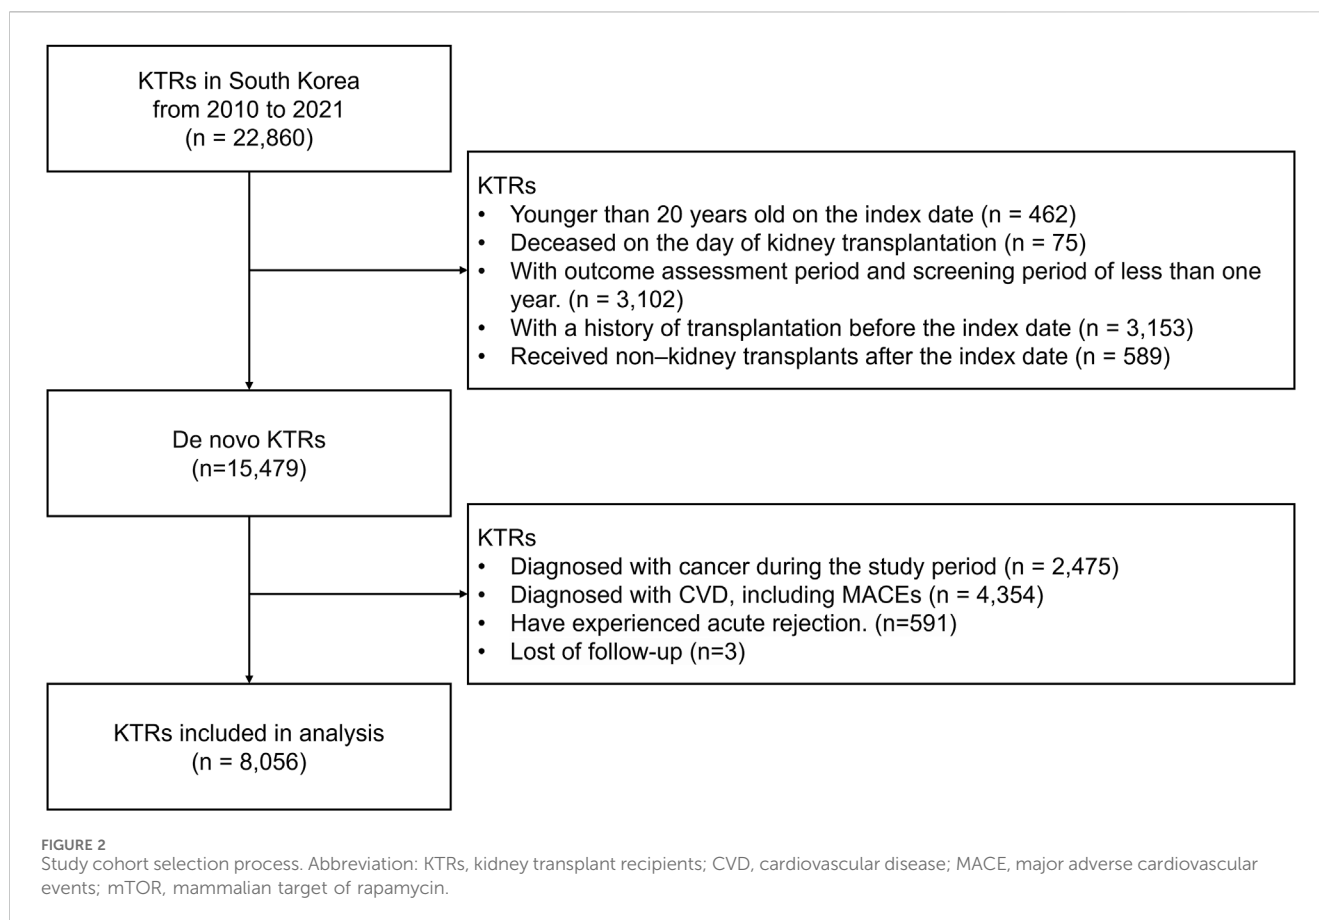 KTRs in South Korea
from 2010 to 2021
(n = 22,860)
KTRs
• Younger than 20 years old on the index date (n = 462)
• Deceased on the day of kidney transplantation (n = 75)
• With outcome assessment period and screening period of less than one
year. (n = 3,102)
• With a history of transplantation before the index date (n = 3,153)
• Received non–kidney transplants after the index date (n = 589)
De novo KTRs
(n=15,479)
KTRs
• Diagnosed with cancer during the study period (n = 2,475)
• Diagnosed with CVD, including MACEs (n = 4,354)
• Have experienced acute rejection. (n=591)
• Lost of follow-up (n=3)
KTRs included in analysis
(n = 8,056)
FIGURE 2
Study cohort selection process. Abbreviation: KTRs, kidney transplant recipients; CVD, cardiovascular disease; MACE, major adverse cardiovascular
events; mTOR, mammalian target of rapamycin.